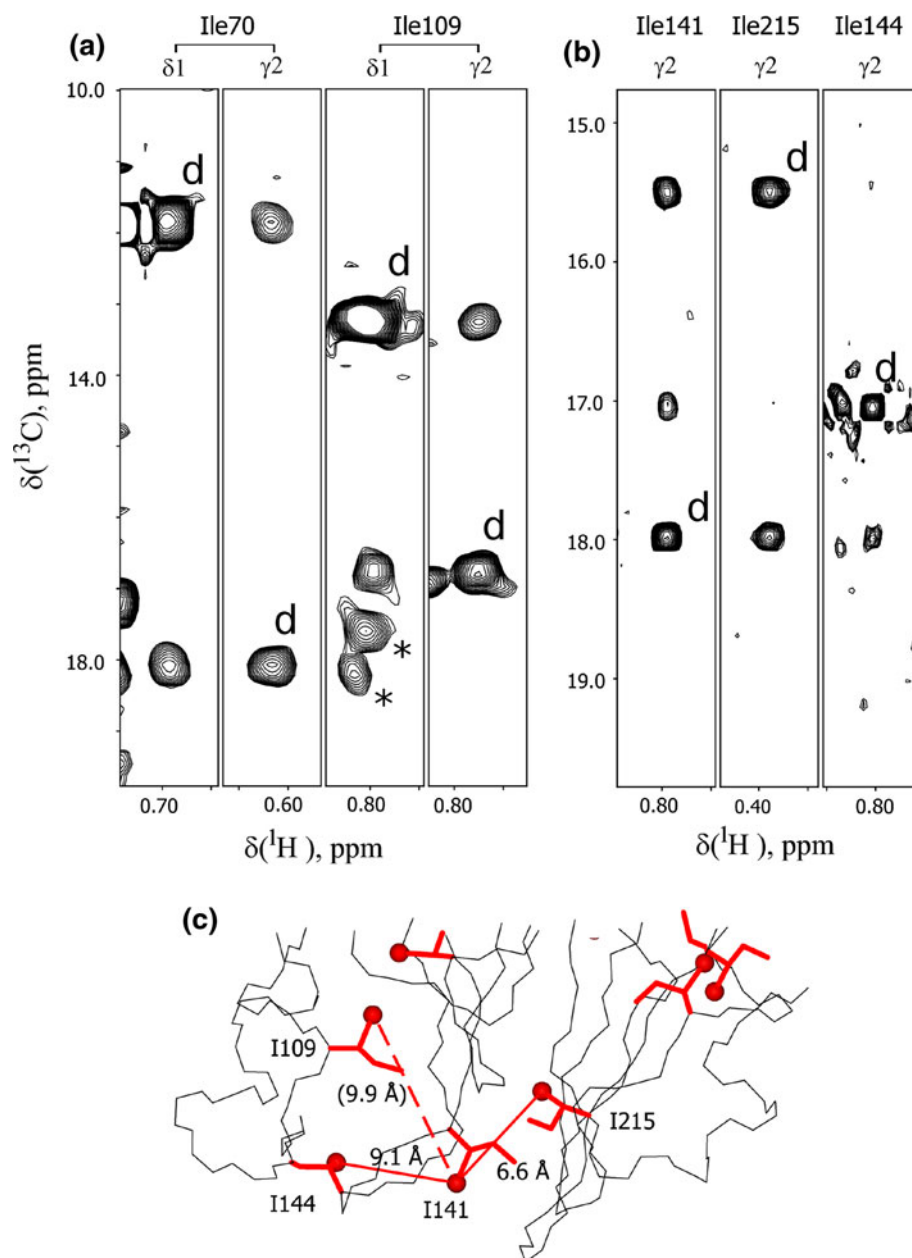 (a) Ile70 Ile109
δ1 γ2 δ1 γ2
(b) Ile141 Ile215 Ile144
γ2 γ2 γ2
10.0
14.0
18.0
δ(¹³C), ppm
d
d
d
d
*
*
0.70 0.60 0.80 0.80
δ(¹H ), ppm
15.0
16.0
17.0
18.0
19.0
d
d
d
0.80 0.40 0.80
δ(¹H ), ppm
(c)
I109
(9.9 Å)
I215
9.1 Å
6.6 Å
I144
I141